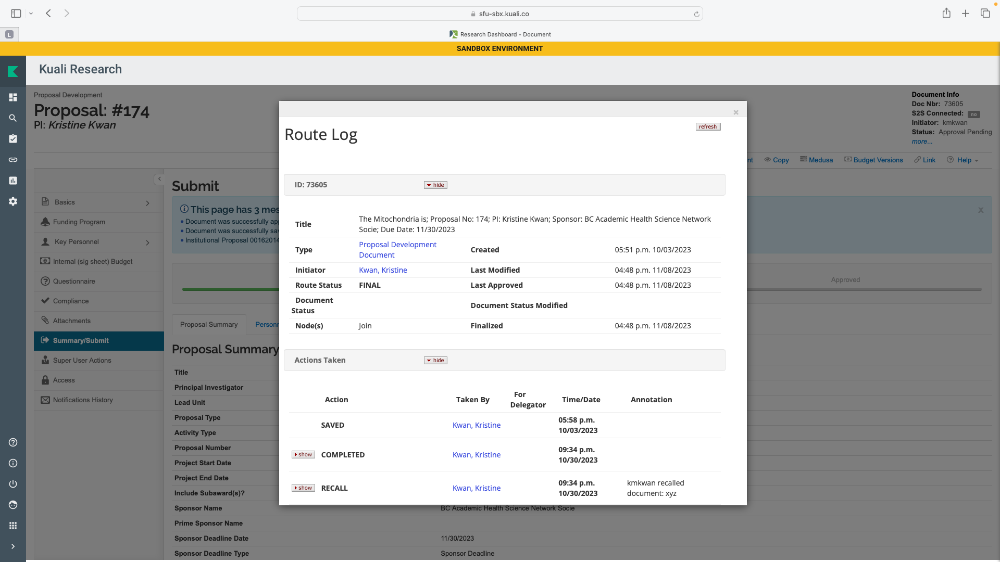 sfu-sbx.kuali.co
L
Research Dashboard - Document
SANDBOX ENVIRONMENT
Kuali Research
Proposal Development
Proposal: #174
PI: Kristine Kwan
Document Info
Doc Nbr: 73605
S2S Connected: no
Initiator: kmkwan
Status: Approval Pending
more...
nt
Copy
Medusa
Budget Versions
Link
Help
Basics
Funding Program
Key Personnel
Internal (sig sheet) Budget
Questionnaire
Compliance
Attachments
Summary/Submit
Super User Actions
Access
Notifications History
Submit
This page has 3 mes
Document was successfully app
Document was successfully sav
Institutional Proposal 00162014
x
Approved
Proposal Summary
Personn
Proposal Summary
Title
Principal Investigator
Lead Unit
Proposal Type
Activity Type
Proposal Number
Project Start Date
Project End Date
Include Subaward(s)?
Sponsor Name BC Academic Health Science Network Socie
Prime Sponsor Name
Sponsor Deadline Date 11/30/2023
Sponsor Deadline Type Sponsor Deadline
×
refresh
Route Log
ID: 73605 hide
Title The Mitochondria is; Proposal No: 174; PI: Kristine Kwan; Sponsor: BC Academic Health Science Network
Socie; Due Date: 11/30/2023
Type Proposal Development
Document
Created 05:51 p.m. 10/03/2023
Initiator Kwan, Kristine Last Modified 04:48 p.m. 11/08/2023
Route Status FINAL Last Approved 04:48 p.m. 11/08/2023
Document
Status
Document Status Modified
Node(s) Join Finalized 04:48 p.m. 11/08/2023
Actions Taken hide
Action Taken By For
Delegator
Time/Date Annotation
SAVED Kwan, Kristine 05:58 p.m.
10/03/2023
show COMPLETED Kwan, Kristine 09:34 p.m.
10/30/2023
show RECALL Kwan, Kristine 09:34 p.m.
10/30/2023
kmkwan recalled
document: xyz